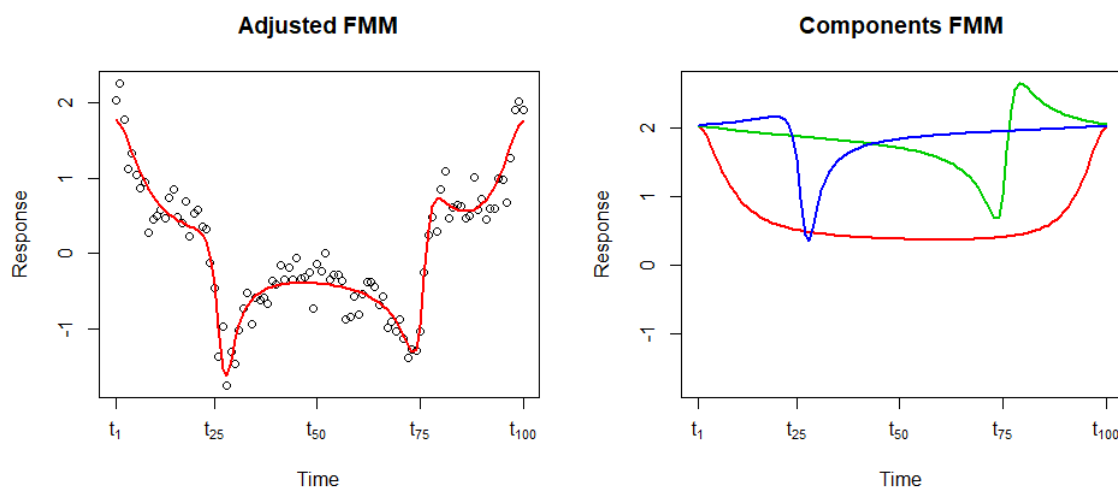 Adjusted FMM
Components FMM
Response
2
1
0
-1
t1
t25
t50
t75
t100
Time
Response
2
1
0
-1
t1
t25
t50
t75
t100
Time